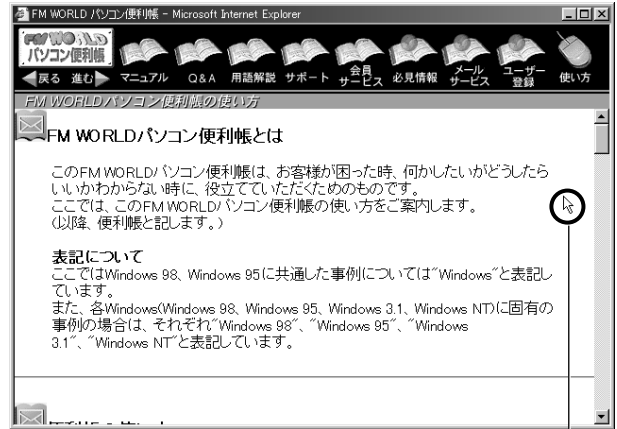 FM WORLD パソコン便利帳 - Microsoft Internet Explorer
FM WORLD
パソコン便利帳
戻る 進む マニュアル Q&A 用語解説 サポート 会員サービス 必見情報 メールサービス ユーザー登録 使い方
FM WORLDパソコン便利帳の使い方
FM WORLDパソコン便利帳とは
このFM WORLDパソコン便利帳は、お客様が困った時、何かしたいがどうしたら
いいかわからない時に、役立てていただくためのものです。
ここでは、このFM WORLDパソコン便利帳の使い方をご案内します。
(以降、便利帳と記します。)
表記について
ここではWindows 98、Windows 95に共通した事例については"Windows"と表記し
ています。
また、各Windows(Windows 98、Windows 95、Windows 3.1、Windows NT)に固有の
事例の場合は、それぞれ"Windows 98"、"Windows 95"、"Windows
3.1"、"Windows NT"と表記しています。